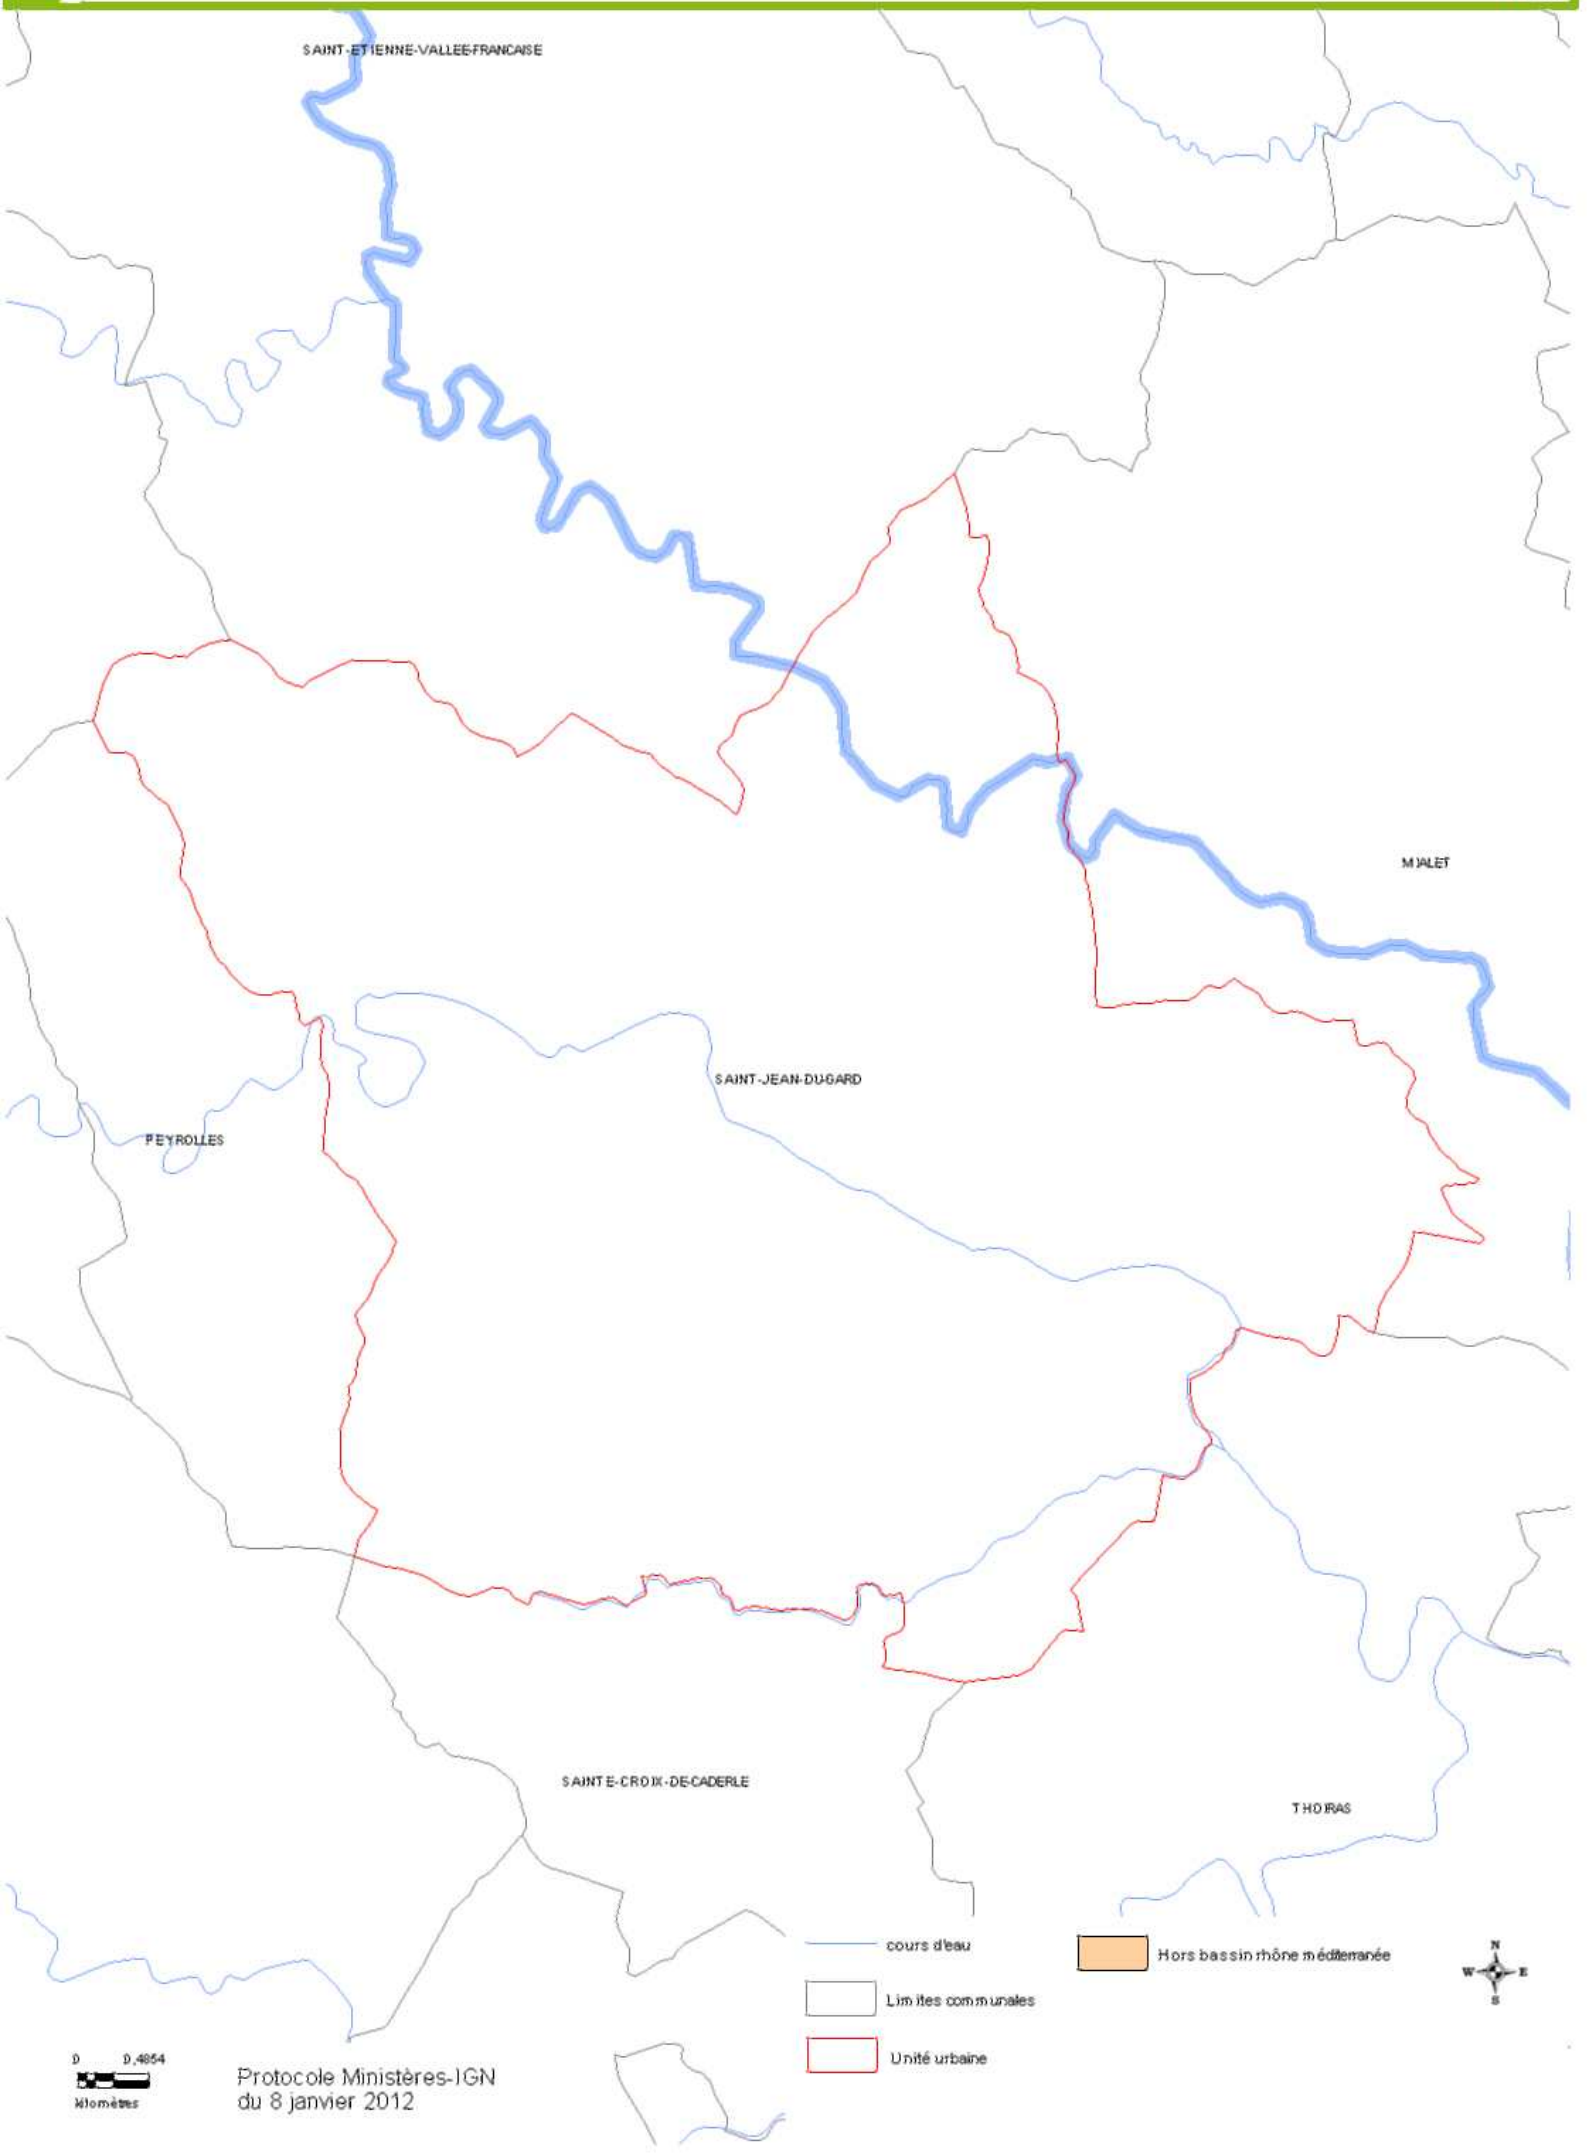 SAINT-ETIENNE-VALLEE-FRANCAISE
MIALET
SAINT-JEAN-DU-GARD
PEYROLLES
SAINTE-CROIX-DE-CADERLE
THOIRAS
cours d'eau
Hors bassin rhône méditerranée
N
W E
S
Limites communales
Unité urbaine
0 0,4854
kilomètres
Protocole Ministères-IGN
du 8 janvier 2012